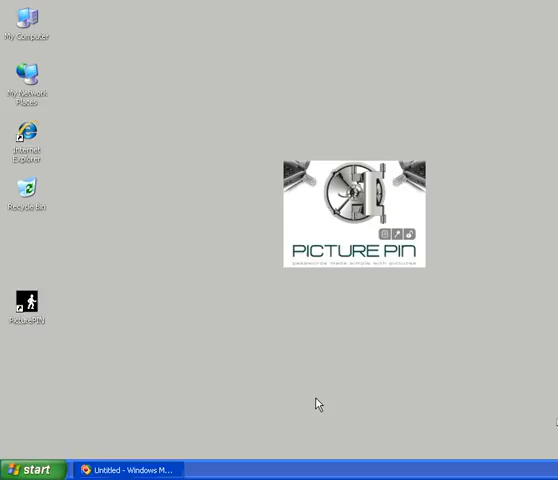 My Computer
My Network
Places
Internet
Explorer
Recycle Bin
PicturePIN
PICTURE PIN
passwords made simple with pictures
start
Untitled - Windows M...